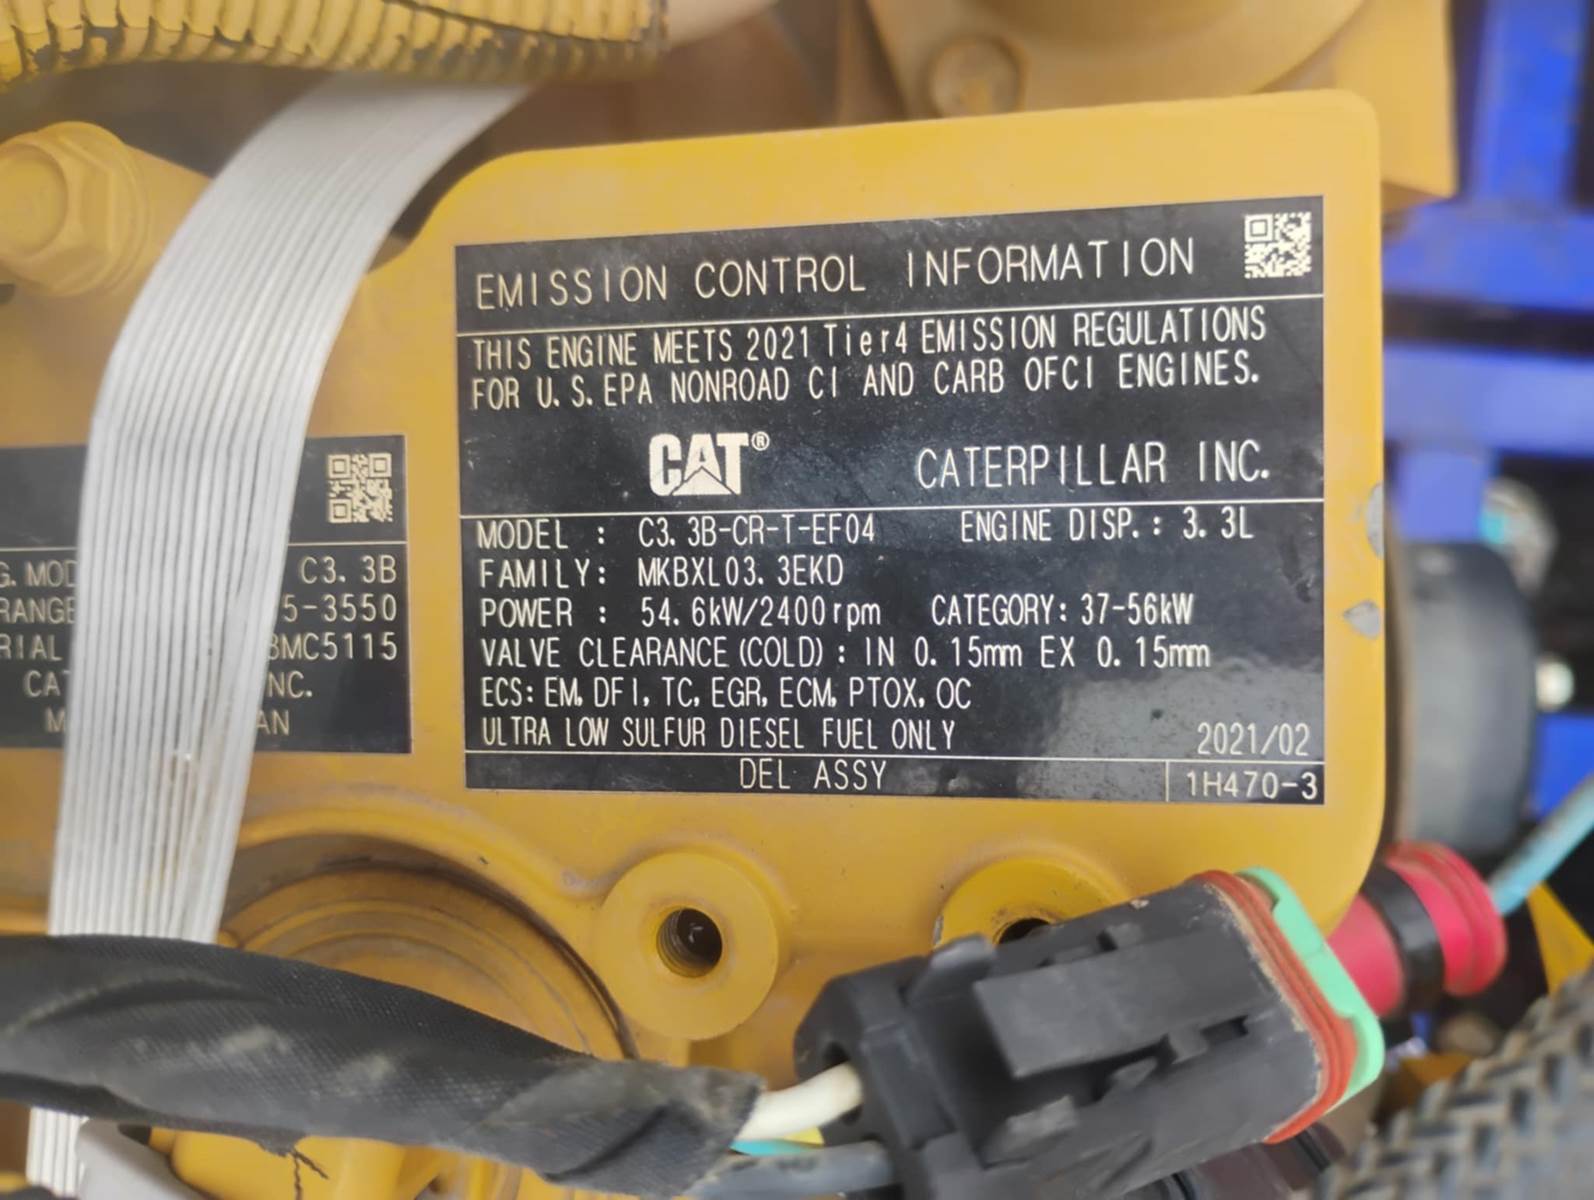 EMISSION CONTROL INFORMATION
THIS ENGINE MEETS 2021 Tier4 EMISSION REGULATIONS
FOR U.S.EPA NONROAD CI AND CARB OFCI ENGINES.
CAT® CATERPILLAR INC.
MODEL : C3.3B-CR-T-EF04 ENGINE DISP.: 3.3L
FAMILY: MKBXL03.3EKD
POWER : 54.6kW/2400rpm CATEGORY: 37-56kW
VALVE CLEARANCE(COLD): IN 0.15mm EX 0.15mm
ECS: EM, DFI, TC, EGR, ECM, PTOX, OC
ULTRA LOW SULFUR DIESEL FUEL ONLY 2021/02
DEL ASSY 1H470-3
C3.3B
5-3550
MC5115